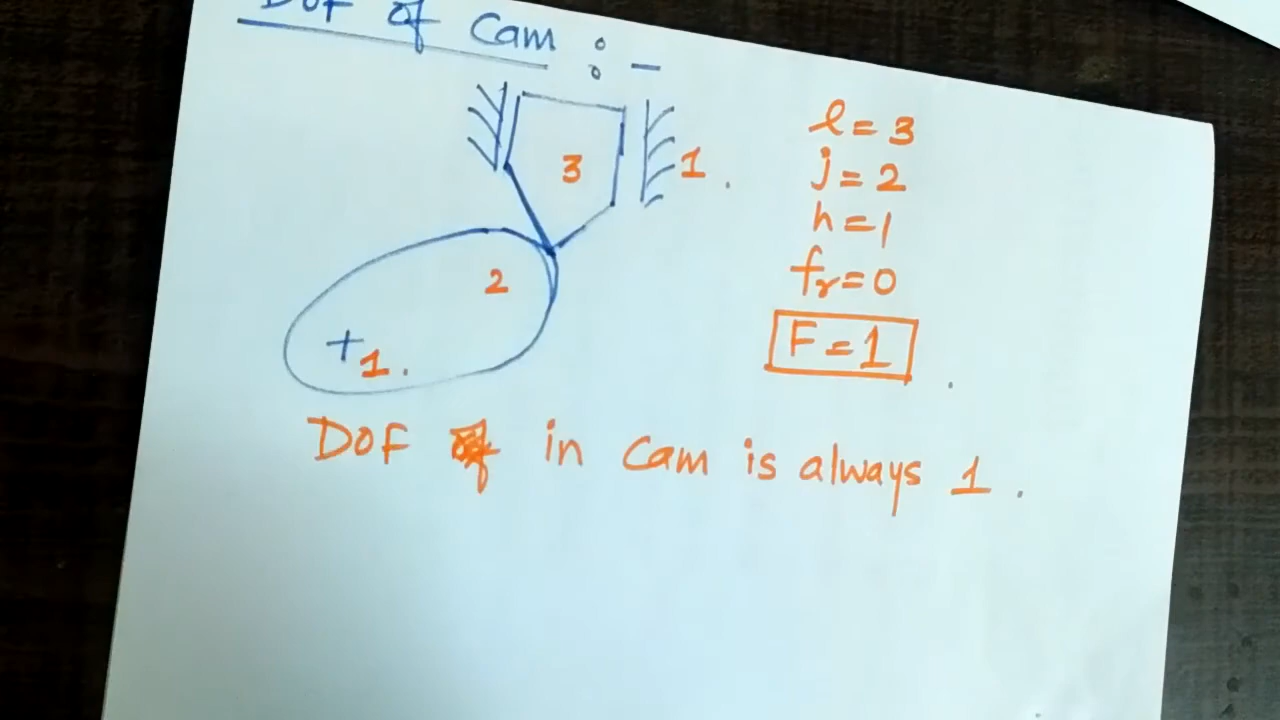 DOF of Cam :-
3
1.
2
1.
l = 3
j = 2
h = 1
fr = 0
F = 1
DOF in Cam is always 1.